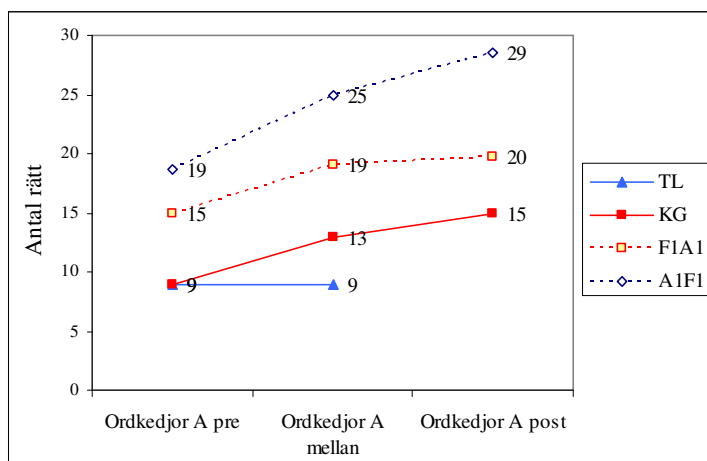 30
25
20
15
10
5
0
Antal rätt
19
25
29
15
19
20
9
13
15
9
9
Ordkedjor A pre
Ordkedjor A
mellan
Ordkedjor A post
TL
KG
F1A1
A1F1